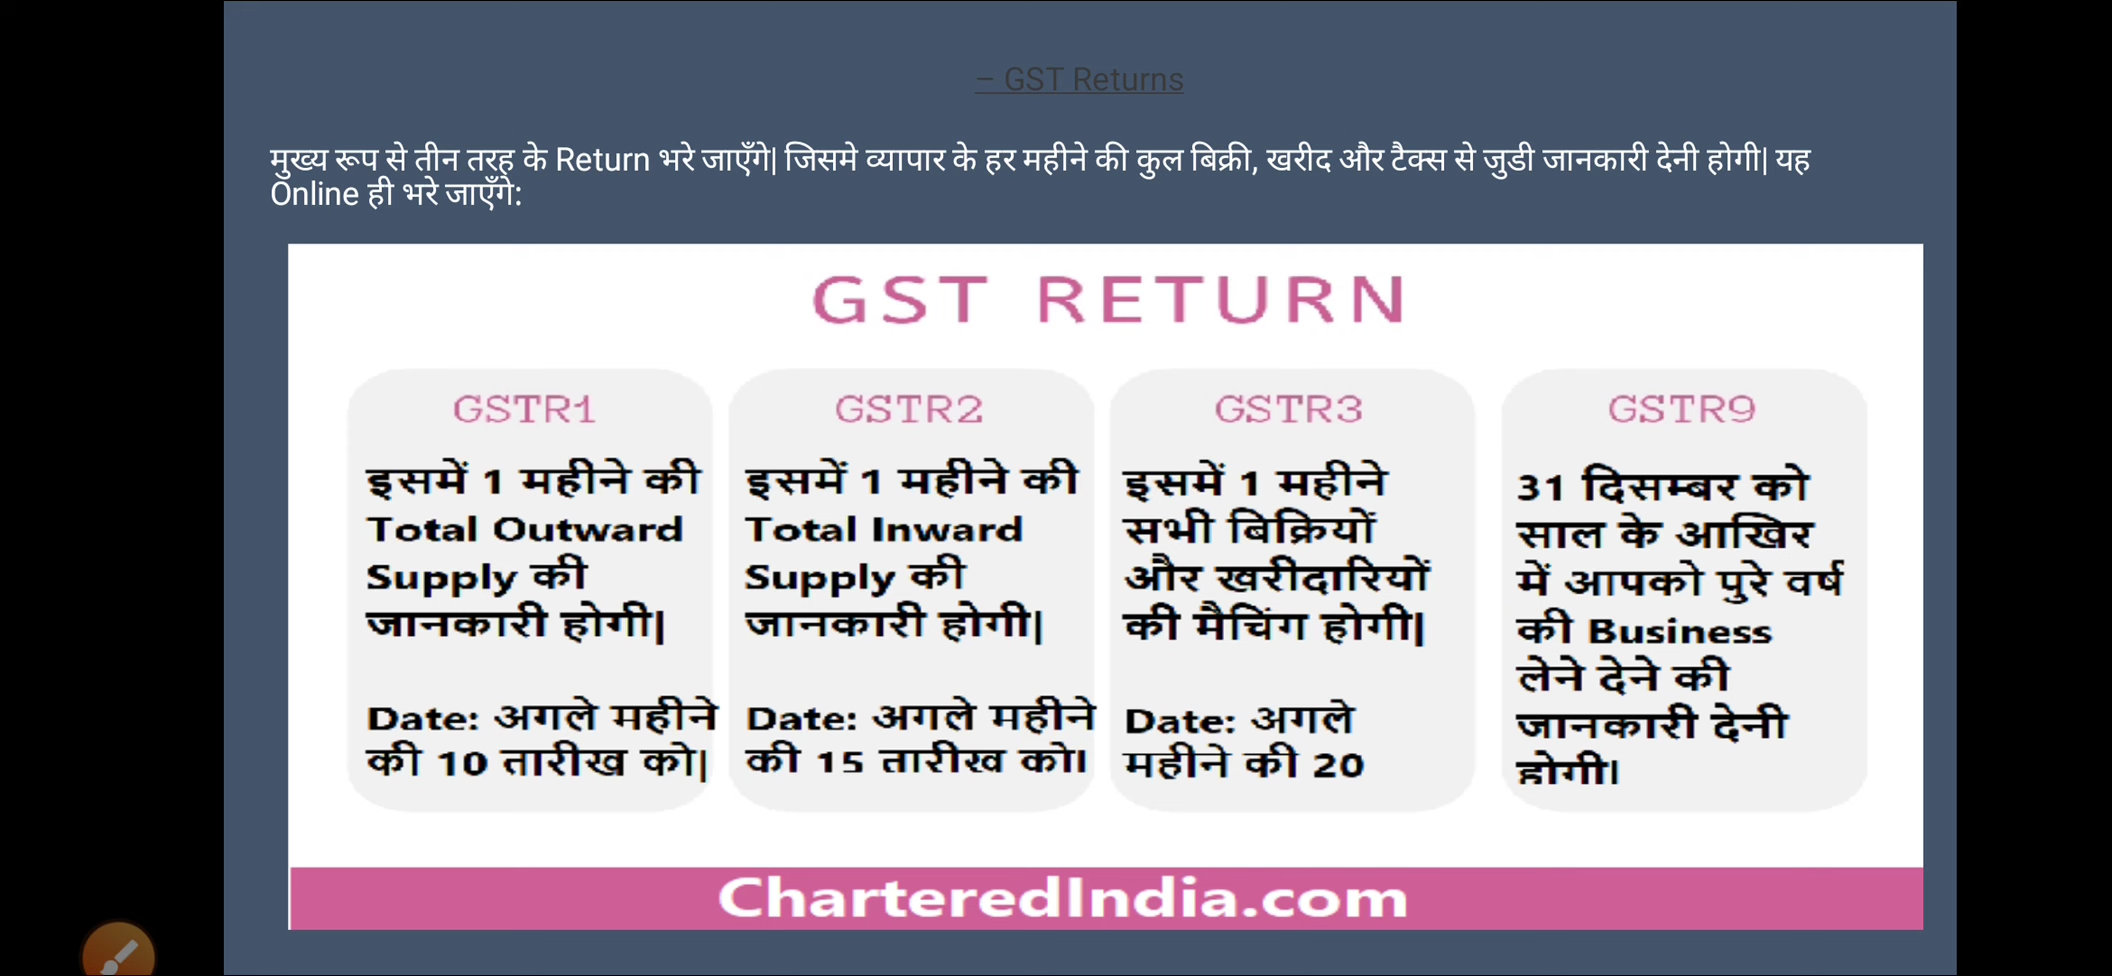 – GST Returns
मुख्य रूप से तीन तरह के Return भरे जाएँगे| जिसमे व्यापार के हर महीने की कुल बिक्री, खरीद और टैक्स से जुडी जानकारी देनी होगी| यह
Online ही भरे जाएँगे:
GST RETURN
GSTR1
इसमें 1 महीने की
Total Outward
Supply की
जानकारी होगी|
Date: अगले महीने
की 10 तारीख को|
GSTR2
इसमें 1 महीने की
Total Inward
Supply की
जानकारी होगी|
Date: अगले महीने
की 15 तारीख को|
GSTR3
इसमें 1 महीने
सभी बिक्रियों
और खरीदारियों
की मैचिंग होगी|
Date: अगले
महीने की 20
GSTR9
31 दिसम्बर को
साल के आखिर
में आपको पुरे वर्ष
की Business
लेने देने की
जानकारी देनी
होगी|
CharteredIndia.com